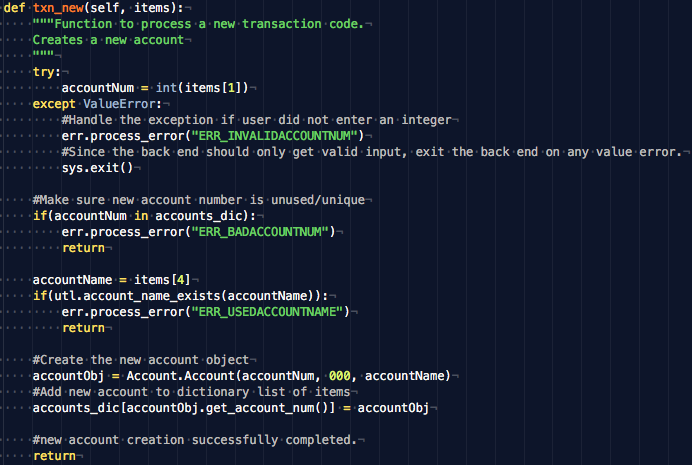 def txn_new(self, items):
"""Function to process a new transaction code.
Creates a new account
"""
try:
accountNum = int(items[1])
except ValueError:
#Handle the exception if user did not enter an integer
err.process_error("ERR_INVALIDACCOUNTNUM")
#Since the back end should only get valid input, exit the back end on any value error.
sys.exit()
#Make sure new account number is unused/unique
if(accountNum in accounts_dic):
err.process_error("ERR_BADACCOUNTNUM")
return
accountName = items[4]
if(utl.account_name_exists(accountName)):
err.process_error("ERR_USEDACCOUNTNAME")
return
#Create the new account object
accountObj = Account.Account(accountNum, 000, accountName)
#Add new account to dictionary list of items
accounts_dic[accountObj.get_account_num()] = accountObj
#new account creation successfully completed.
return